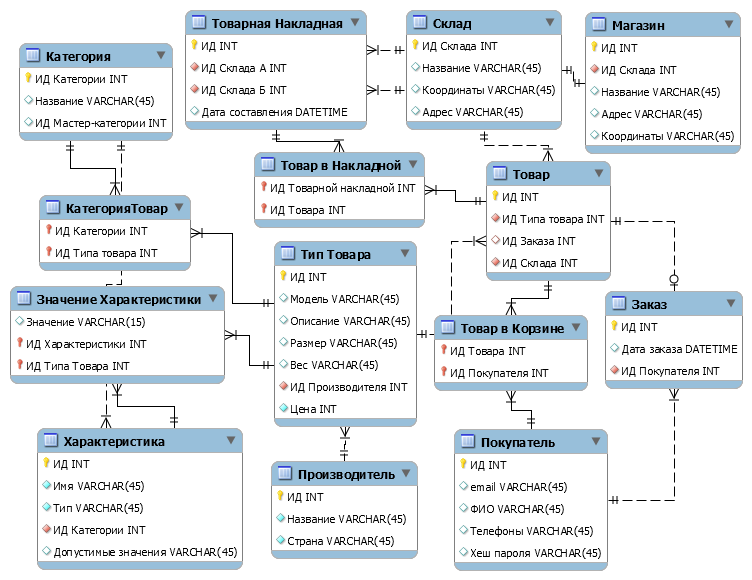 Категория
ИД Категории INT
Название VARCHAR(45)
ИД Мастер-категории INT
Товарная Накладная
ИД INT
ИД Склада А INT
ИД Склада Б INT
Дата составления DATETIME
Склад
ИД Склада INT
Название VARCHAR(45)
Координаты VARCHAR(45)
Адрес VARCHAR(45)
Магазин
ИД INT
ИД Склада INT
Название VARCHAR(45)
Адрес VARCHAR(45)
Координаты VARCHAR(45)
Товар в Накладной
ИД Товарной накладной INT
ИД Товара INT
Товар
ИД INT
ИД Типа товара INT
ИД Заказа INT
ИД Склада INT
КатегорияТовар
ИД Категории INT
ИД Типа товара INT
Тип Товара
ИД INT
Модель VARCHAR(45)
Описание VARCHAR(45)
Размер VARCHAR(45)
Вес VARCHAR(45)
ИД Производителя INT
Цена INT
Значение Характеристики
Значение VARCHAR(15)
ИД Характеристики INT
ИД Типа Товара INT
Товар в Корзине
ИД Товара INT
ИД Покупателя INT
Заказ
ИД INT
Дата заказа DATETIME
ИД Покупателя INT
Характеристика
ИД INT
Имя VARCHAR(45)
Тип VARCHAR(45)
ИД Категории INT
Допустимые значения VARCHAR(45)
Производитель
ИД INT
Название VARCHAR(45)
Страна VARCHAR(45)
Покупатель
ИД INT
email VARCHAR(45)
ФИО VARCHAR(45)
Телефоны VARCHAR(45)
Хеш пароля VARCHAR(45)